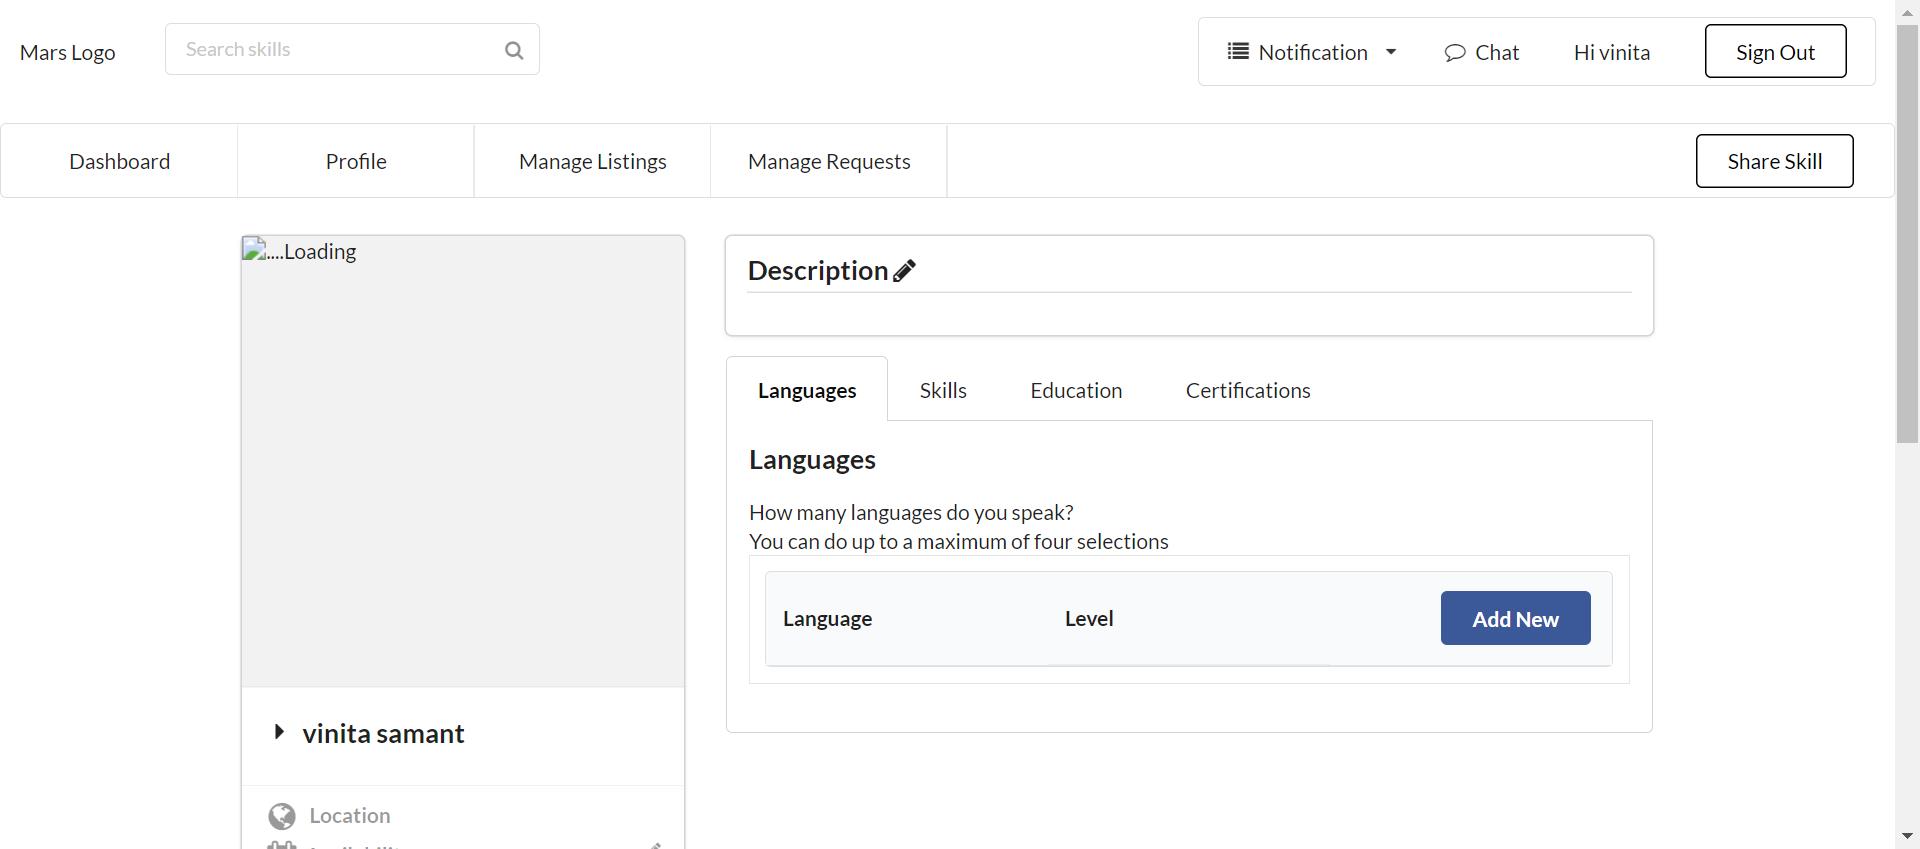 Mars Logo
Search skills
Notification
Chat
Hi vinita
Sign Out
Dashboard
Profile
Manage Listings
Manage Requests
Share Skill
....Loading
Description
Languages
Skills
Education
Certifications
Languages
How many languages do you speak?
You can do up to a maximum of four selections
Language
Level
Add New
vinita samant
Location